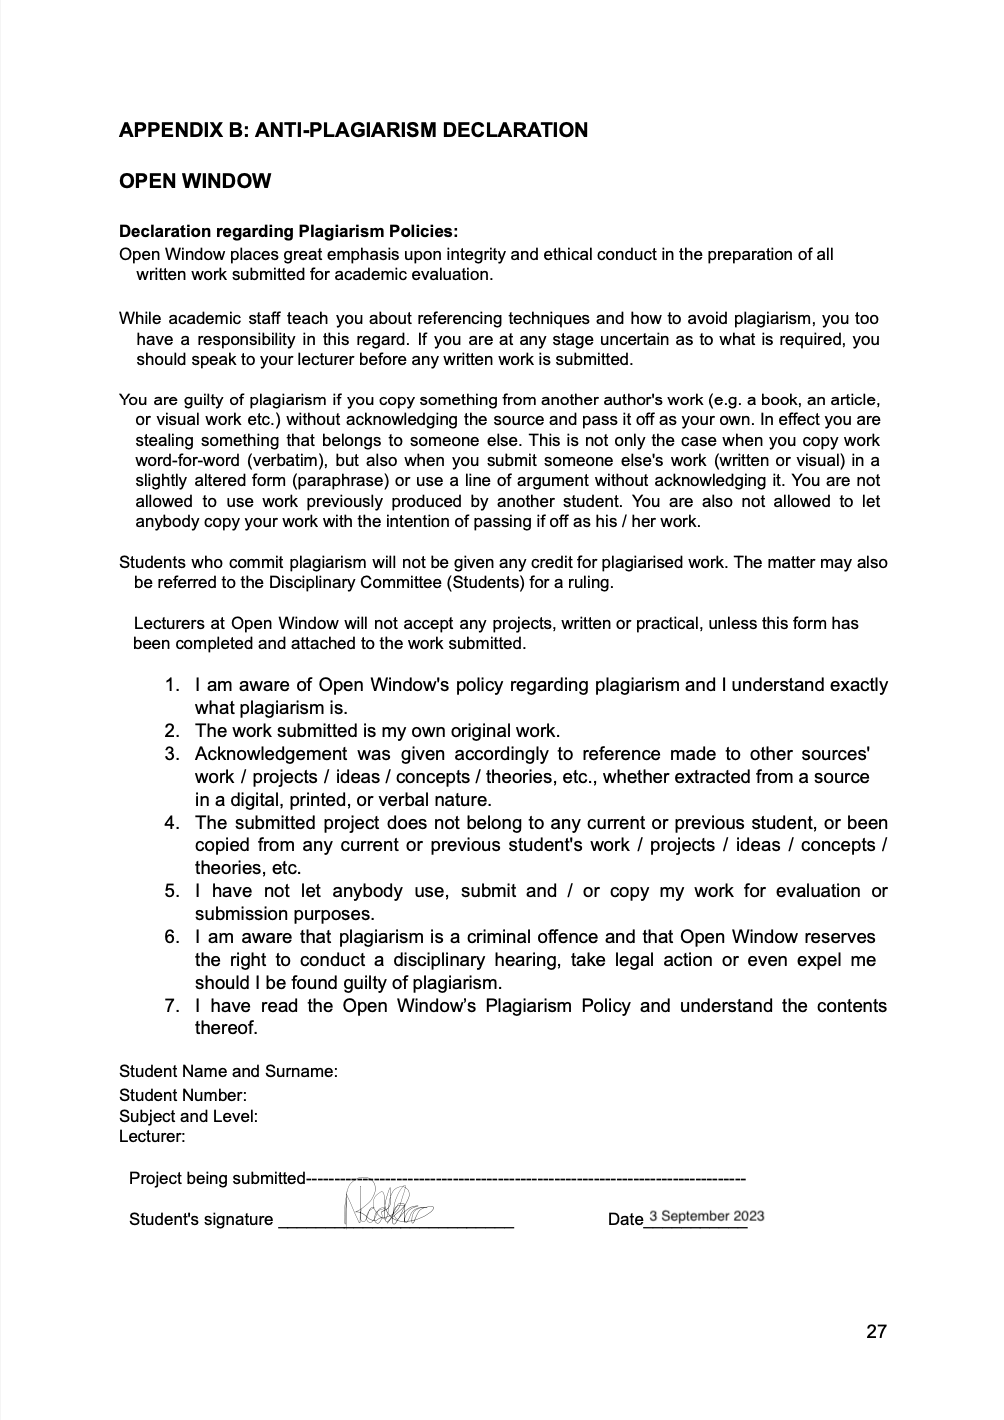 APPENDIX B: ANTI-PLAGIARISM DECLARATION
OPEN WINDOW
Declaration regarding Plagiarism Policies:
Open Window places great emphasis upon integrity and ethical conduct in the preparation of all
written work submitted for academic evaluation.
While academic staff teach you about referencing techniques and how to avoid plagiarism, you too
have a responsibility in this regard. If you are at any stage uncertain as to what is required, you
should speak to your lecturer before any written work is submitted.
You are guilty of plagiarism if you copy something from another author's work (e.g. a book, an article,
or visual work etc.) without acknowledging the source and pass it off as your own. In effect you are
stealing something that belongs to someone else. This is not only the case when you copy work
word-for-word (verbatim), but also when you submit someone else's work (written or visual) in a
slightly altered form (paraphrase) or use a line of argument without acknowledging it. You are not
allowed to use work previously produced by another student. You are also not allowed to let
anybody copy your work with the intention of passing if off as his / her work.
Students who commit plagiarism will not be given any credit for plagiarised work. The matter may also
be referred to the Disciplinary Committee (Students) for a ruling.
Lecturers at Open Window will not accept any projects, written or practical, unless this form has
been completed and attached to the work submitted.
1. I am aware of Open Window's policy regarding plagiarism and I understand exactly
what plagiarism is.
2. The work submitted is my own original work.
3. Acknowledgement was given accordingly to reference made to other sources'
work / projects / ideas / concepts / theories, etc., whether extracted from a source
in a digital, printed, or verbal nature.
4. The submitted project does not belong to any current or previous student, or been
copied from any current or previous student's work / projects / ideas / concepts /
theories, etc.
5. I have not let anybody use, submit and / or copy my work for evaluation or
submission purposes.
6. I am aware that plagiarism is a criminal offence and that Open Window reserves
the right to conduct a disciplinary hearing, take legal action or even expel me
should I be found guilty of plagiarism.
7. I have read the Open Window’s Plagiarism Policy and understand the contents
thereof.
Student Name and Surname:
Student Number:
Subject and Level:
Lecturer:
Project being submitted-------------------------------------------------------------------------------
Student's signature __________________________ Date 3 September 2023
27